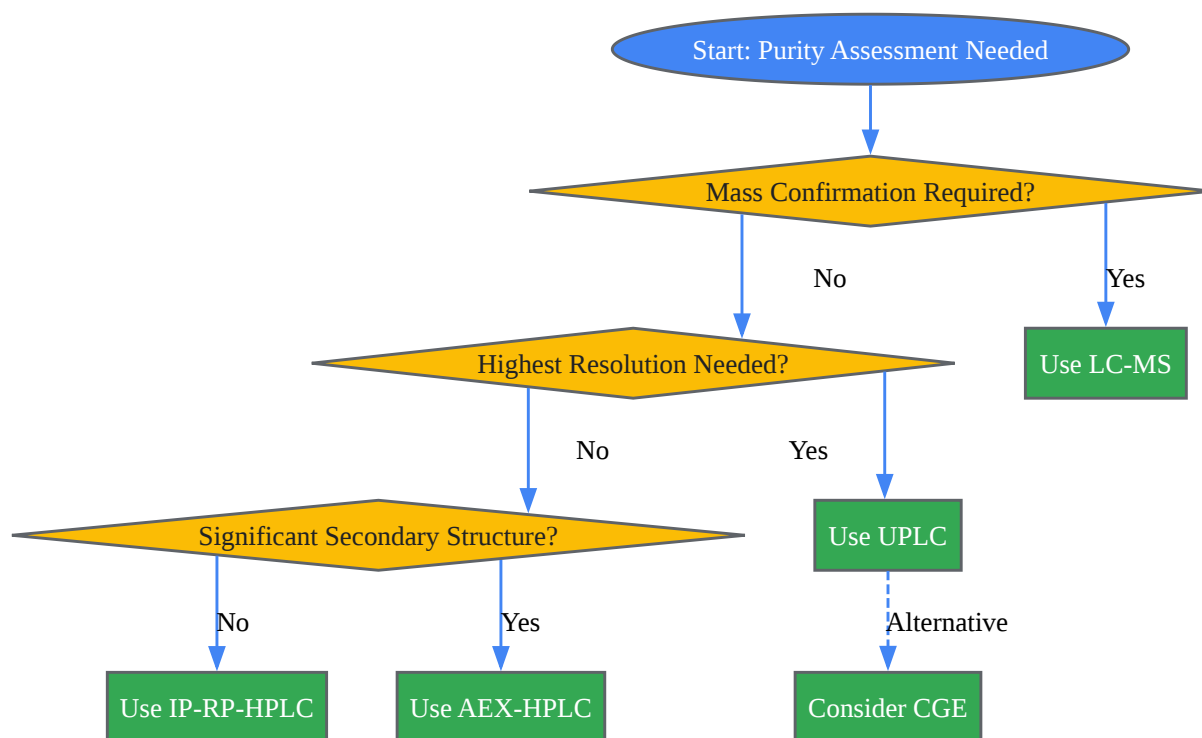 Start: Purity Assessment Needed
Mass Confirmation Required?
No
Yes
Highest Resolution Needed?
Use LC-MS
No
Yes
Significant Secondary Structure?
Use UPLC
No
Yes
Alternative
Use IP-RP-HPLC
Use AEX-HPLC
Consider CGE